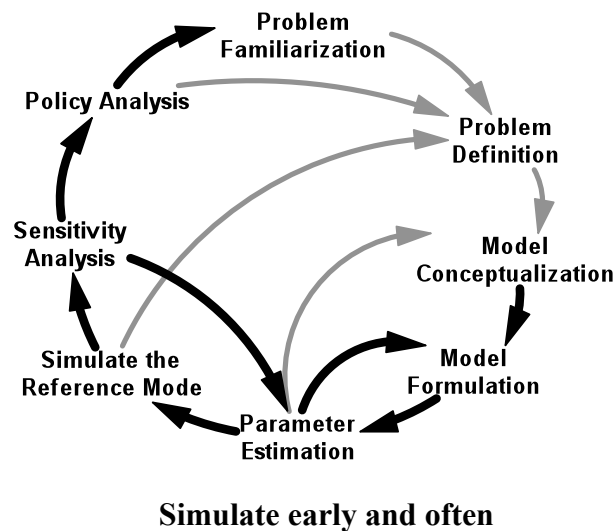 Problem
Familiarization
Policy Analysis
Problem
Definition
Sensitivity
Analysis
Model
Conceptualization
Simulate the
Reference Mode
Model
Formulation
Parameter
Estimation
Simulate early and often